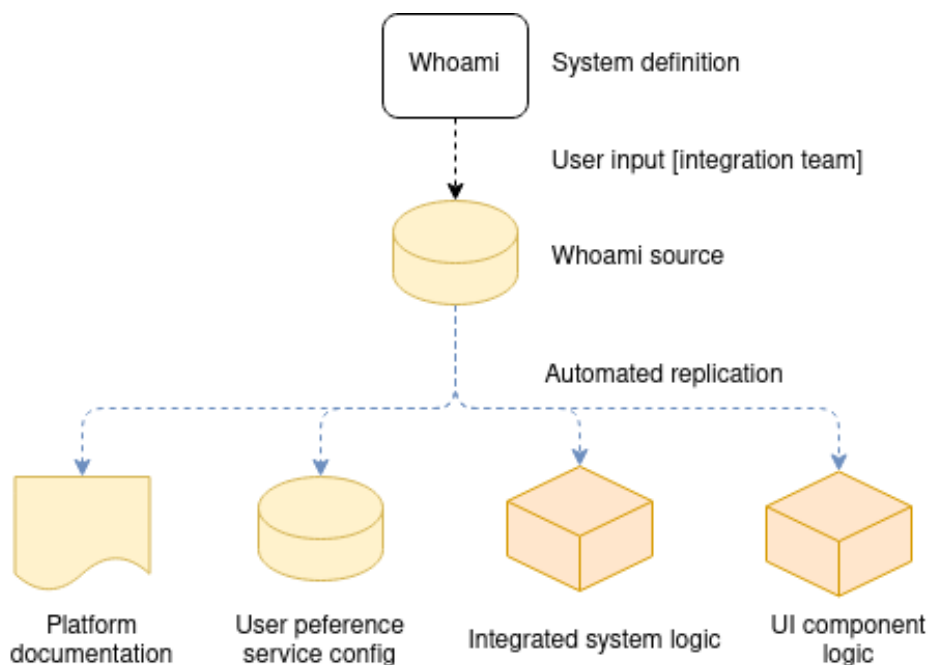 Whoami
System definition
User input [integration team]
Whoami source
Automated replication
Platform
documentation
User peference
service config
Integrated system logic
UI component
logic